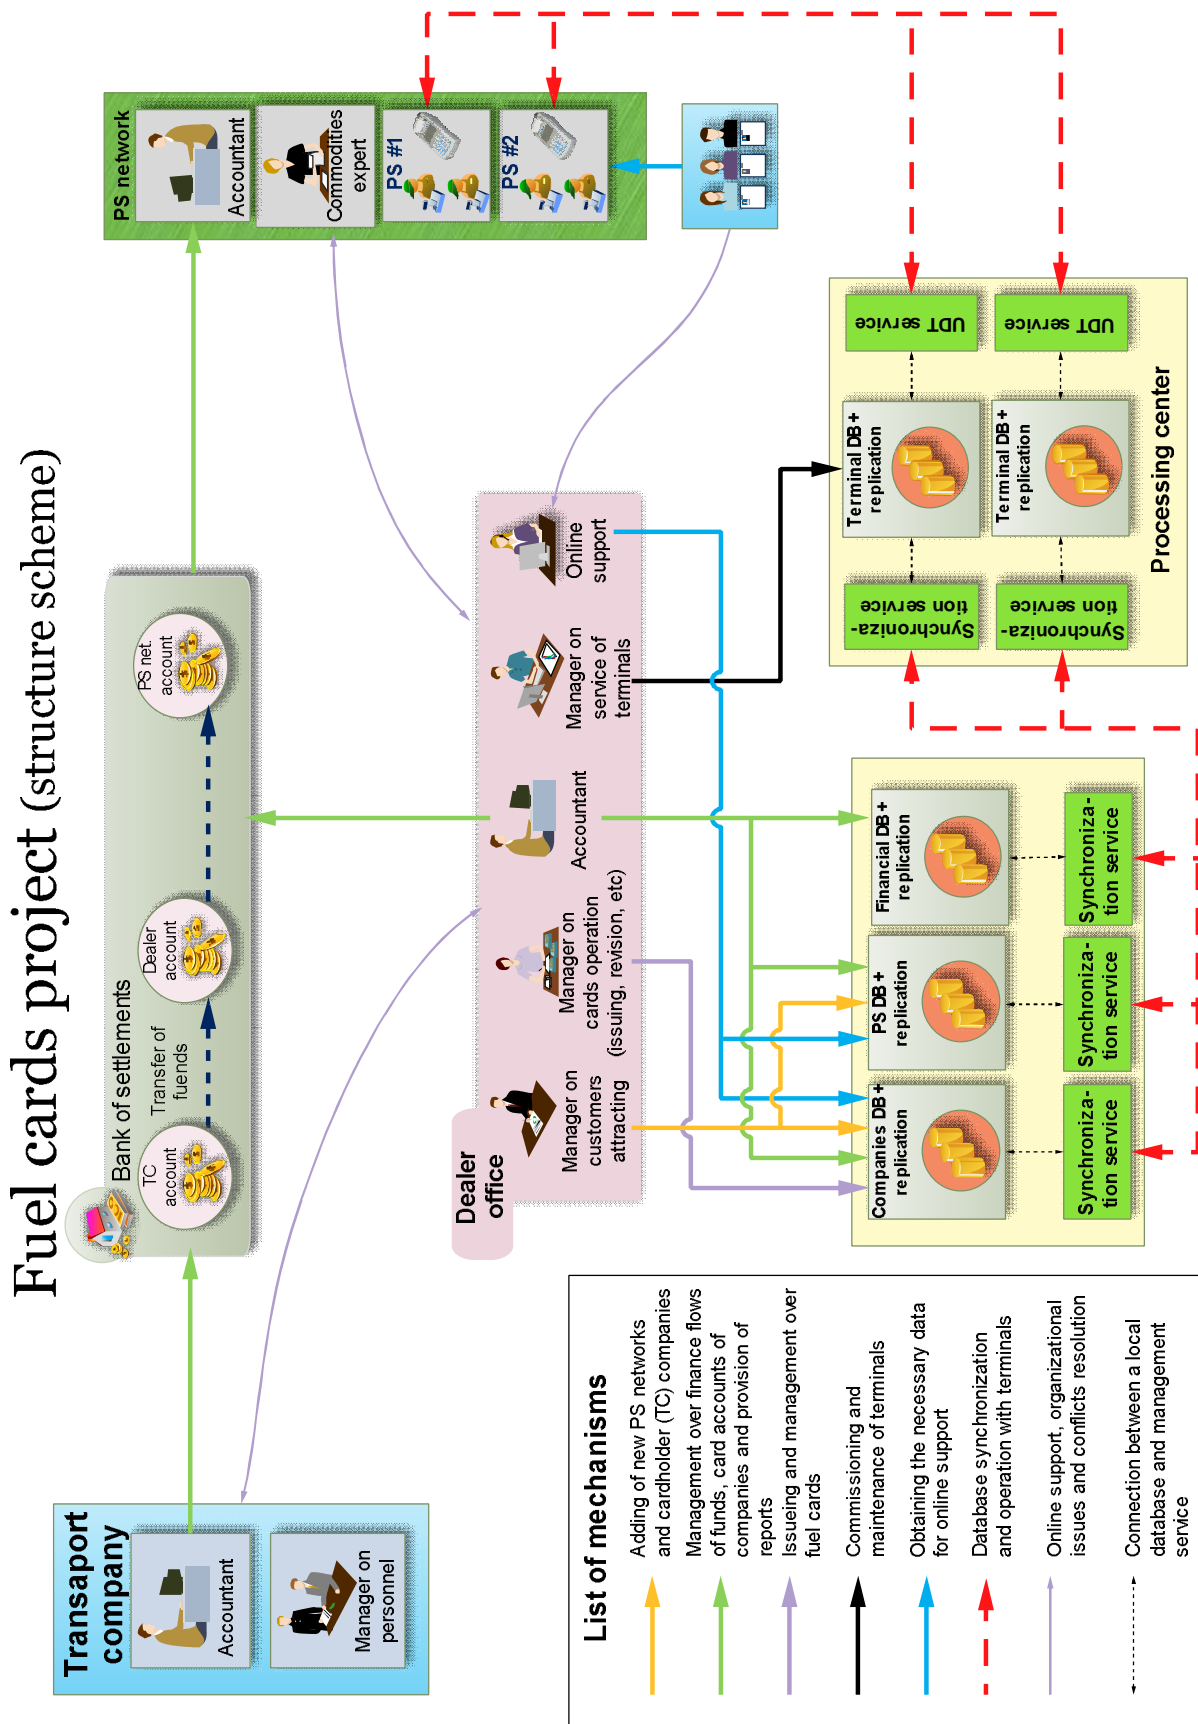 Fuel cards project (structure scheme)
Transaport
company
Accountant
Manager on
personnel
Bank of settlements
TC
account
Transfer of
fuends
Dealer
account
PS net.
account
PS network
Accountant
Commodities
expert
PS #1
PS #2
Dealer
office
Manager on
customers
attracting
Manager on
cards operation
(issuing, revision, etc)
Accountant
Manager on
service of
terminals
Online
support
Companies DB+
replication
PS DB+
replication
Financial DB+
replication
Synchroniza-
tion service
Synchroniza-
tion service
Synchroniza-
tion service
Synchroniza-
tion service
Terminal DB+
replication
UDT service
Synchroniza-
tion service
Terminal DB+
replication
UDT service
Processing center
List of mechanisms
Adding of new PS networks
and cardholder (TC) companies
Management over finance flows
of funds, card accounts of
companies and provision of
reports
Issueing and management over
fuel cards
Commissioning and
maintenance of terminals
Obtaining the necessary data
for online support
Database synchronization
and operation with terminals
Online support, organizational
issues and conflicts resolution
Connection between a local
database and management
service